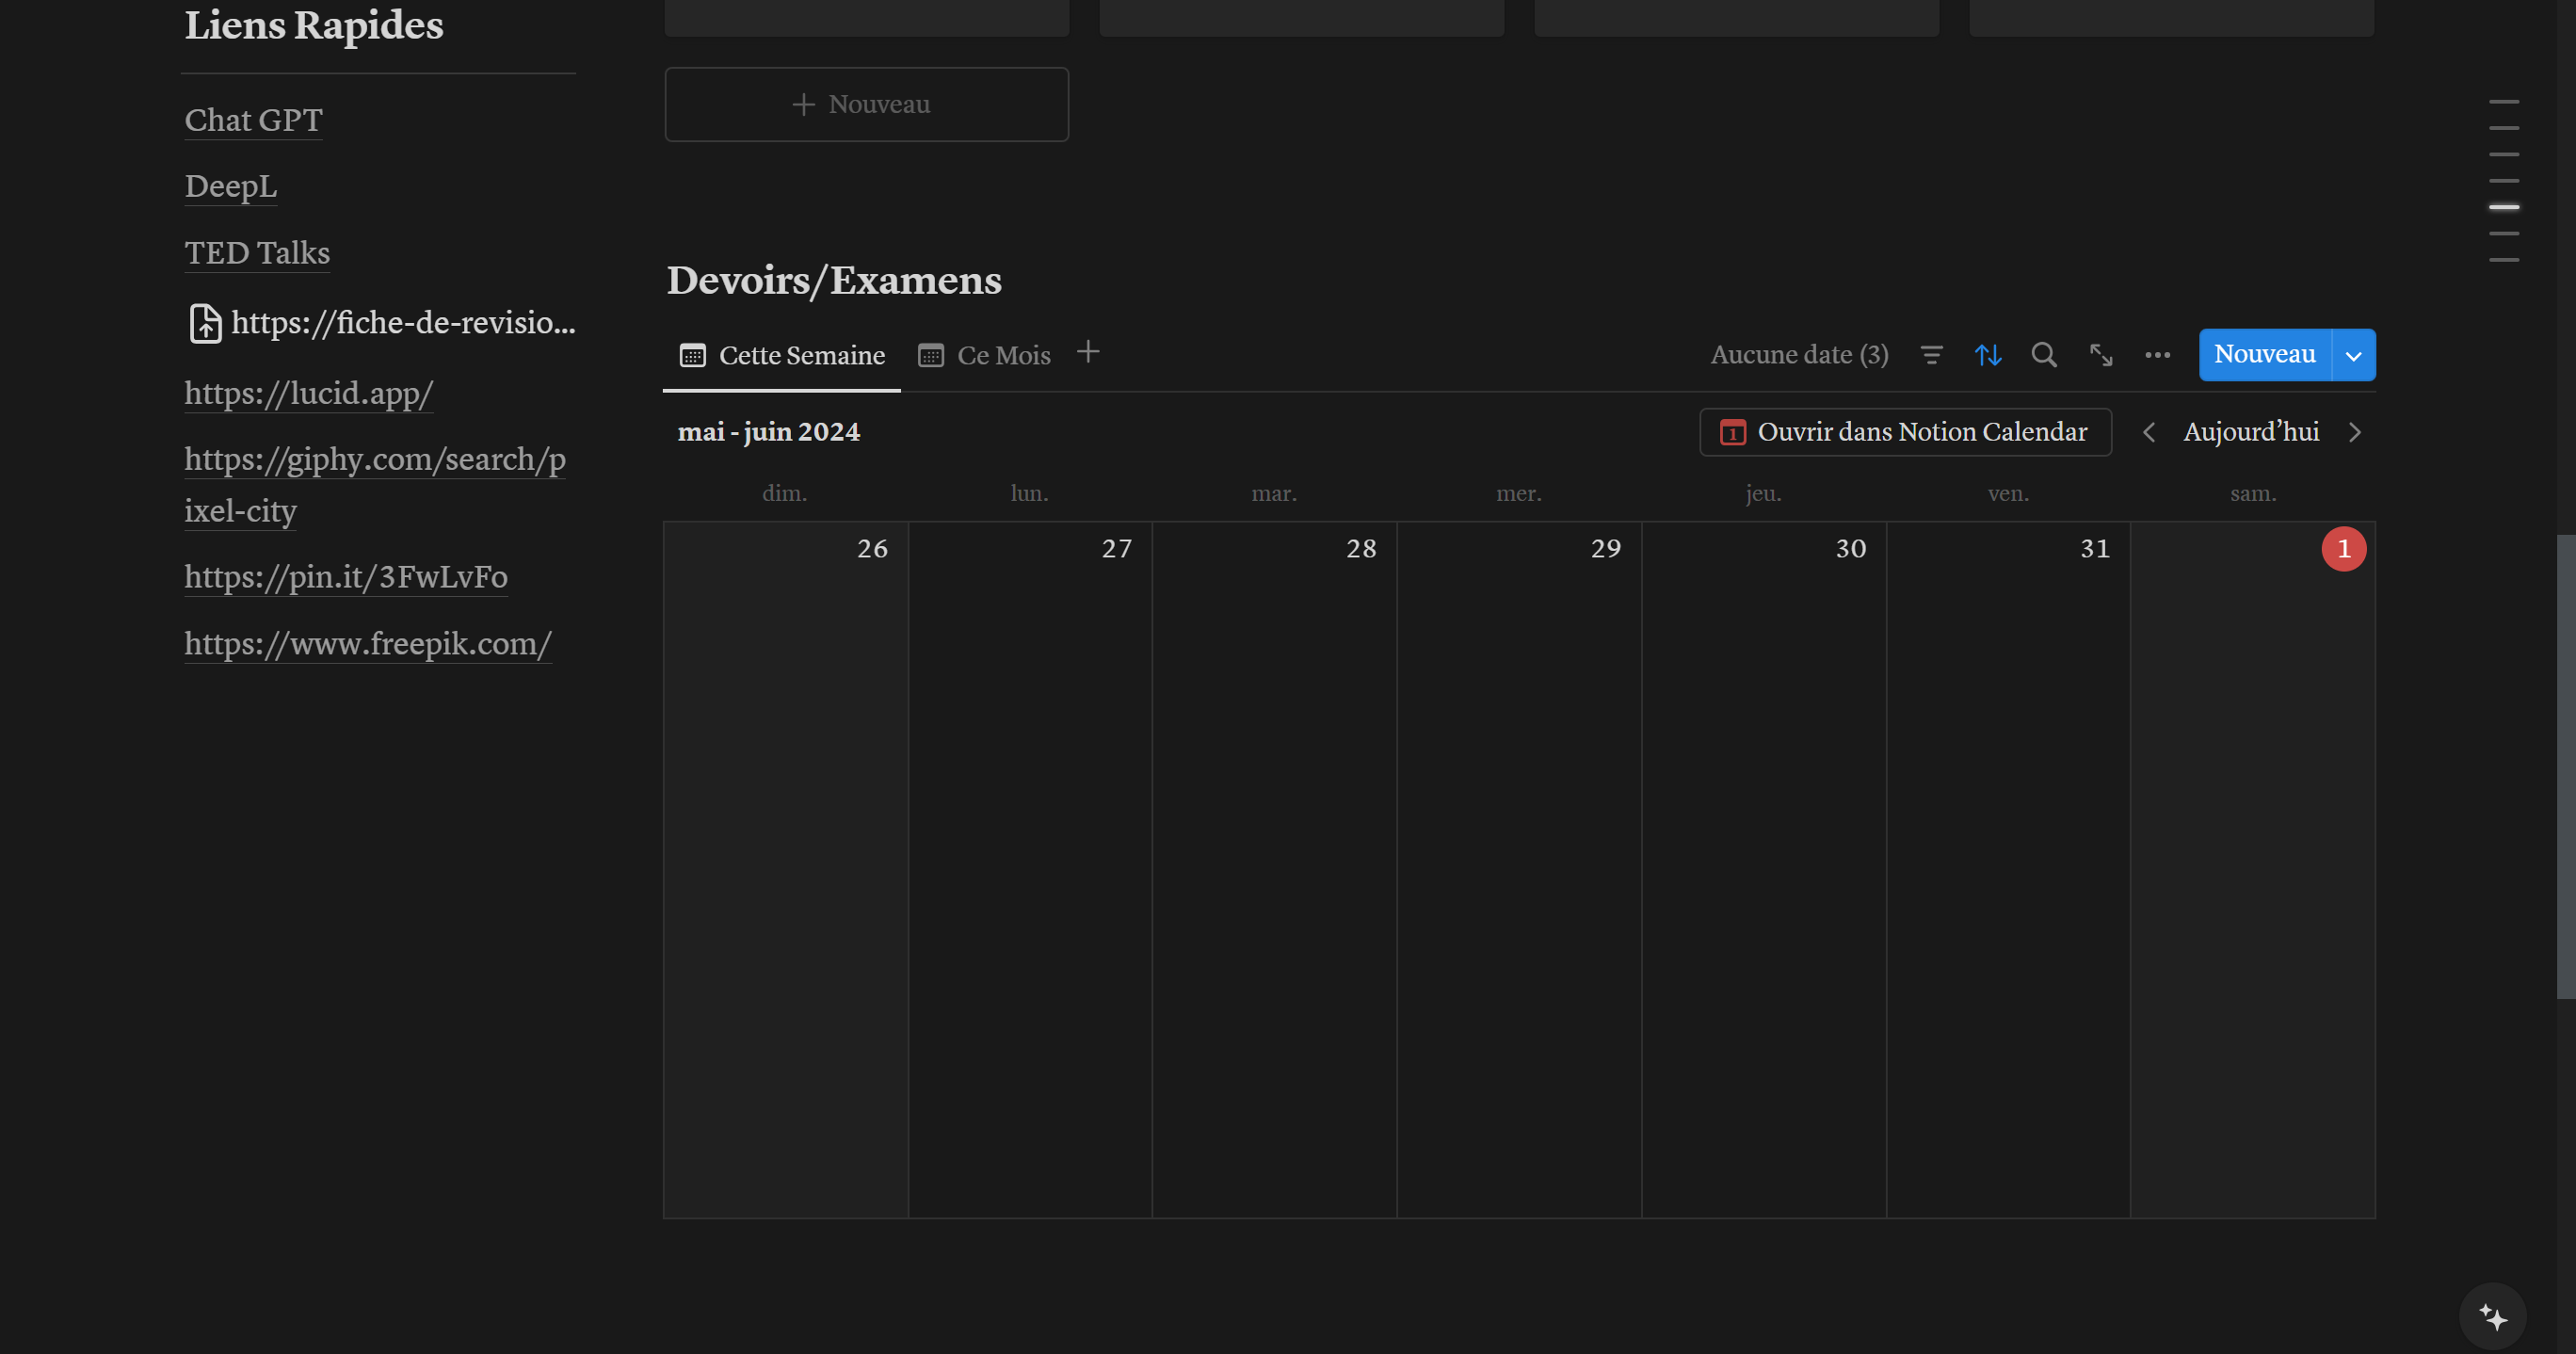 Liens Rapides
Chat GPT
DeepL
TED Talks
https://fiche-de-revisio...
https://lucid.app/
https://giphy.com/search/p
ixel-city
https://pin.it/3FwLvFo
https://www.freepik.com/
+ Nouveau
Devoirs/Examens
Cette Semaine Ce Mois + Aucune date (3) Nouveau
mai - juin 2024 1 Ouvrir dans Notion Calendar < Aujourd’hui >
dim. lun. mar. mer. jeu. ven. sam.
26 27 28 29 30 31 1